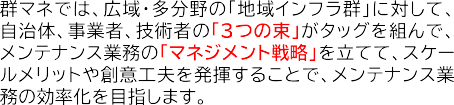 群マネでは、広域・多分野の「地域インフラ群」に対して、
自治体、事業者、技術者の「3つの束」がタッグを組んで、
メンテナンス業務の「マネジメント戦略」を立てて、スケー
ルメリットや創意工夫を発揮することで、メンテナンス業
務の効率化を目指します。